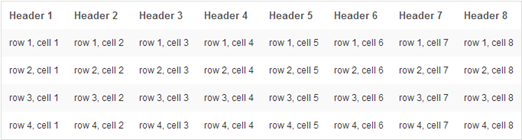 Header 1 Header 2 Header 3 Header 4 Header 5 Header 6 Header 7 Header 8
row 1, cell 1 row 1, cell 2 row 1, cell 3 row 1, cell 4 row 1, cell 5 row 1, cell 6 row 1, cell 7 row 1, cell 8
row 2, cell 1 row 2, cell 2 row 2, cell 3 row 2, cell 4 row 2, cell 5 row 2, cell 6 row 2, cell 7 row 2, cell 8
row 3, cell 1 row 3, cell 2 row 3, cell 3 row 3, cell 4 row 3, cell 5 row 3, cell 6 row 3, cell 7 row 3, cell 8
row 4, cell 1 row 4, cell 2 row 4, cell 3 row 4, cell 4 row 4, cell 5 row 4, cell 6 row 4, cell 7 row 4, cell 8